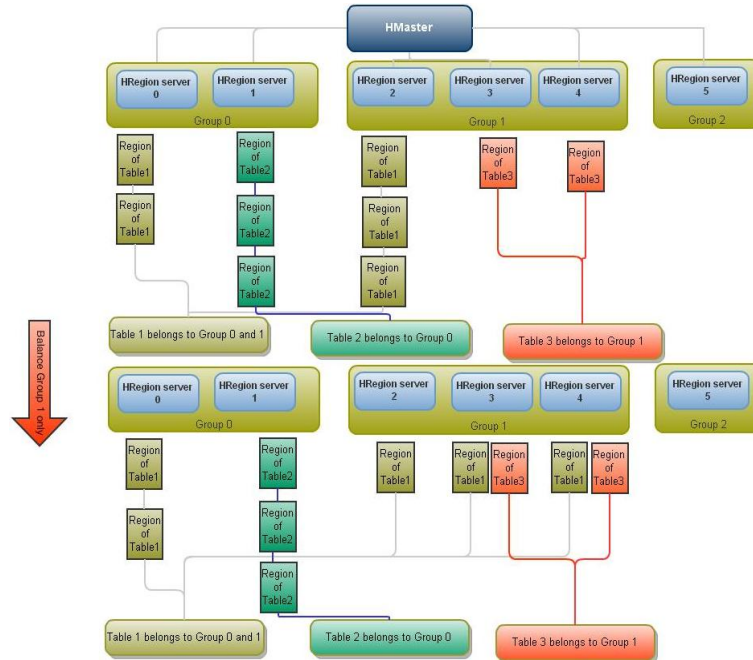 HMaster
HRegion server
0
HRegion server
1
Group 0
HRegion server
2
HRegion server
3
HRegion server
4
Group 1
HRegion server
5
Group 2
Region
of
Table1
Region
of
Table2
Region
of
Table1
Region
of
Table3
Region
of
Table3
Region
of
Table1
Region
of
Table2
Region
of
Table1
Region
of
Table2
Region
of
Table1
Table 1 belongs to Group 0 and 1
Table 2 belongs to Group 0
Table 3 belongs to Group 1
Balance Group 1 only
HRegion server
0
HRegion server
1
Group 0
HRegion server
2
HRegion server
3
HRegion server
4
Group 1
HRegion server
5
Group 2
Region
of
Table1
Region
of
Table2
Region
of
Table1
Region
of
Table1
Region
of
Table3
Region
of
Table1
Region
of
Table3
Region
of
Table1
Region
of
Table2
Region
of
Table2
Table 1 belongs to Group 0 and 1
Table 2 belongs to Group 0
Table 3 belongs to Group 1